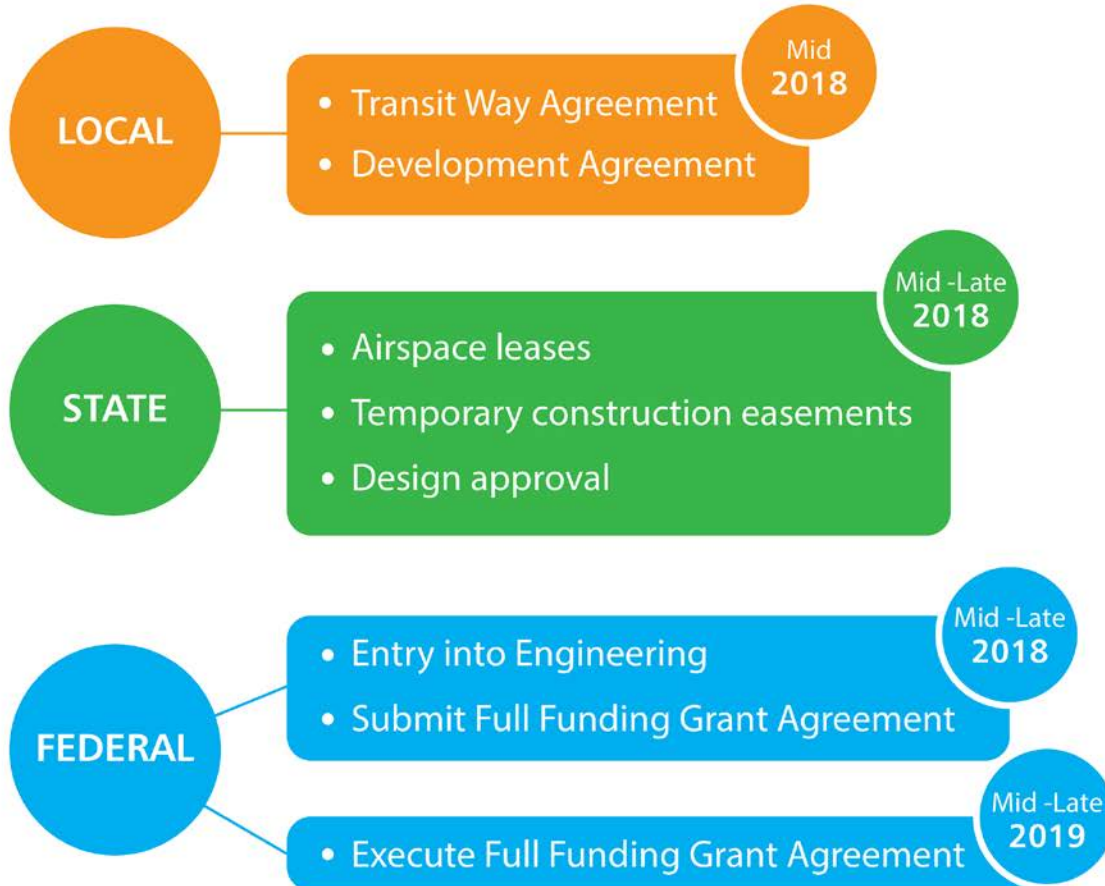 LOCAL
Mid
2018
• Transit Way Agreement
• Development Agreement
STATE
Mid -Late
2018
• Airspace leases
• Temporary construction easements
• Design approval
FEDERAL
Mid -Late
2018
• Entry into Engineering
• Submit Full Funding Grant Agreement
Mid -Late
2019
• Execute Full Funding Grant Agreement